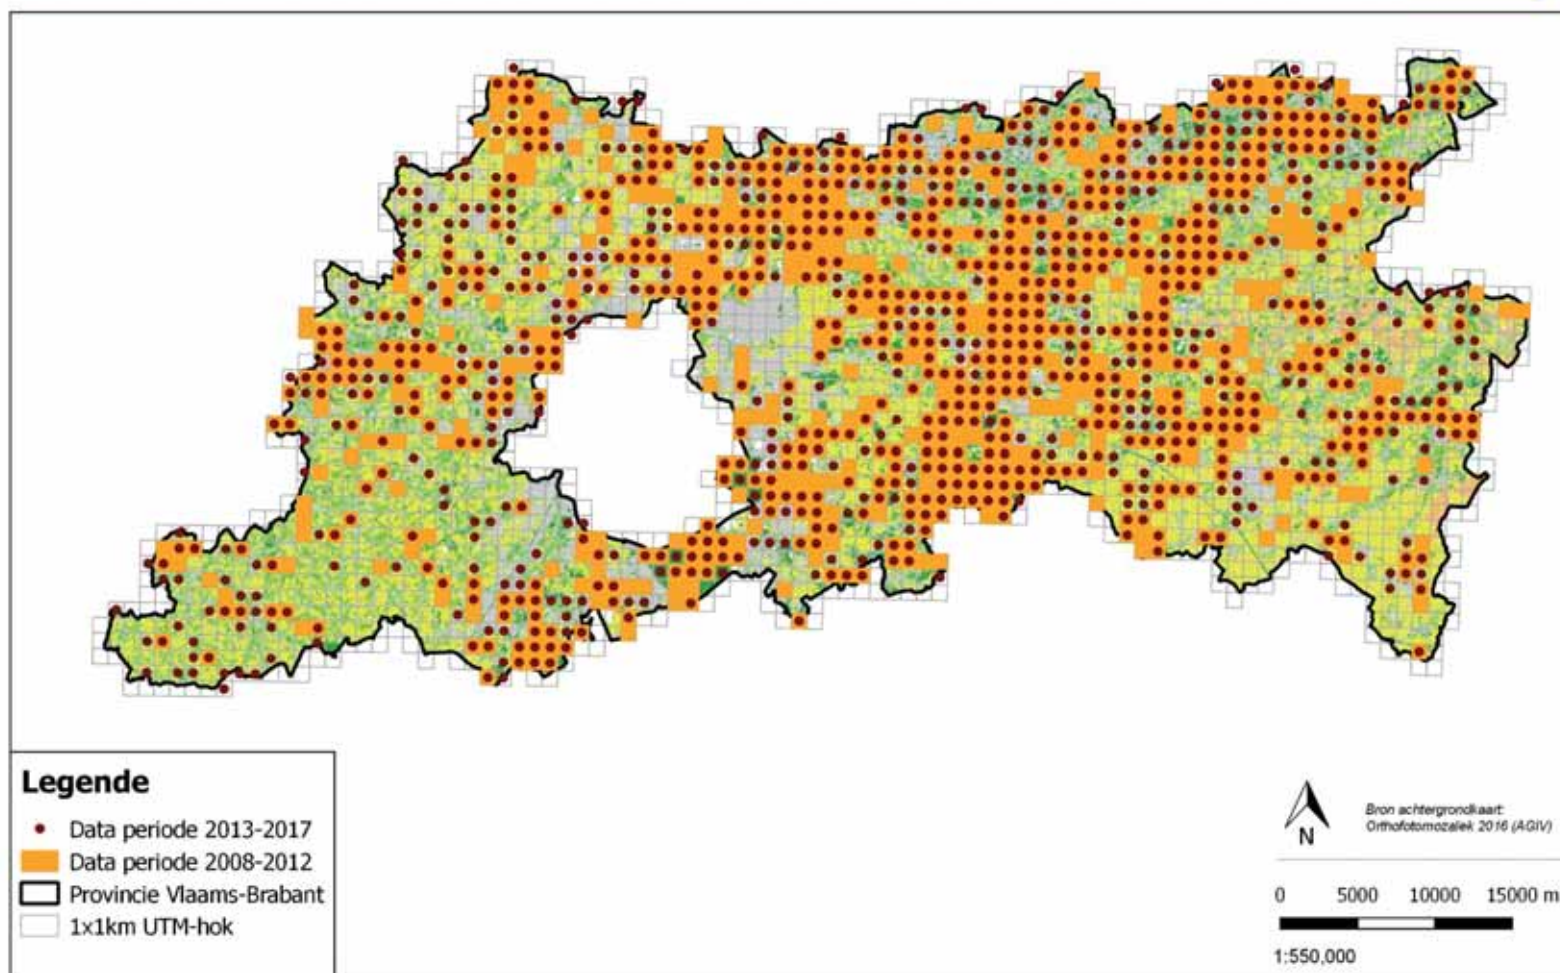 Legende
Data periode 2013-2017
Data periode 2008-2012
Provincie Vlaams-Brabant
1x1km UTM-hok
N
Bron achtergrondkaart:
Orthofotomozaïek 2016 (AGIV)
0 5000 10000 15000 m
1:550,000